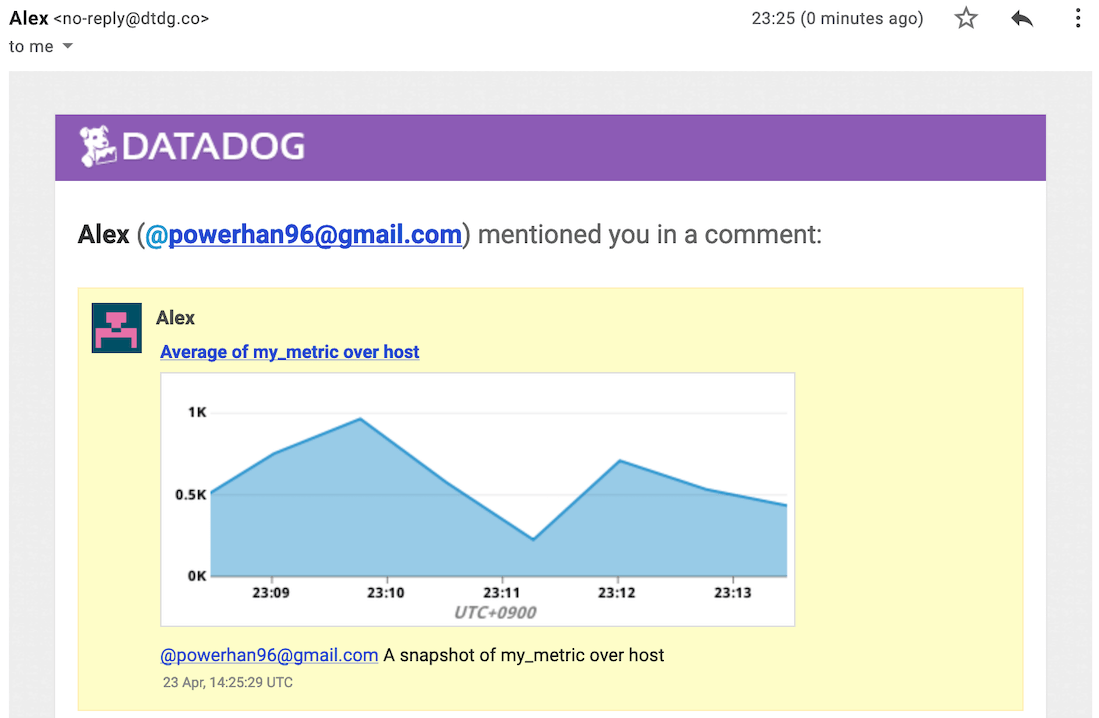 Alex <no-reply@dtdg.co>
23:25 (0 minutes ago)
to me
DATADOG
Alex (@powerhan96@gmail.com) mentioned you in a comment:
Alex
Average of my_metric over host
1K
0.5K
0K
23:09 23:10 23:11 23:12 23:13
UTC+0900
@powerhan96@gmail.com A snapshot of my_metric over host
23 Apr, 14:25:29 UTC